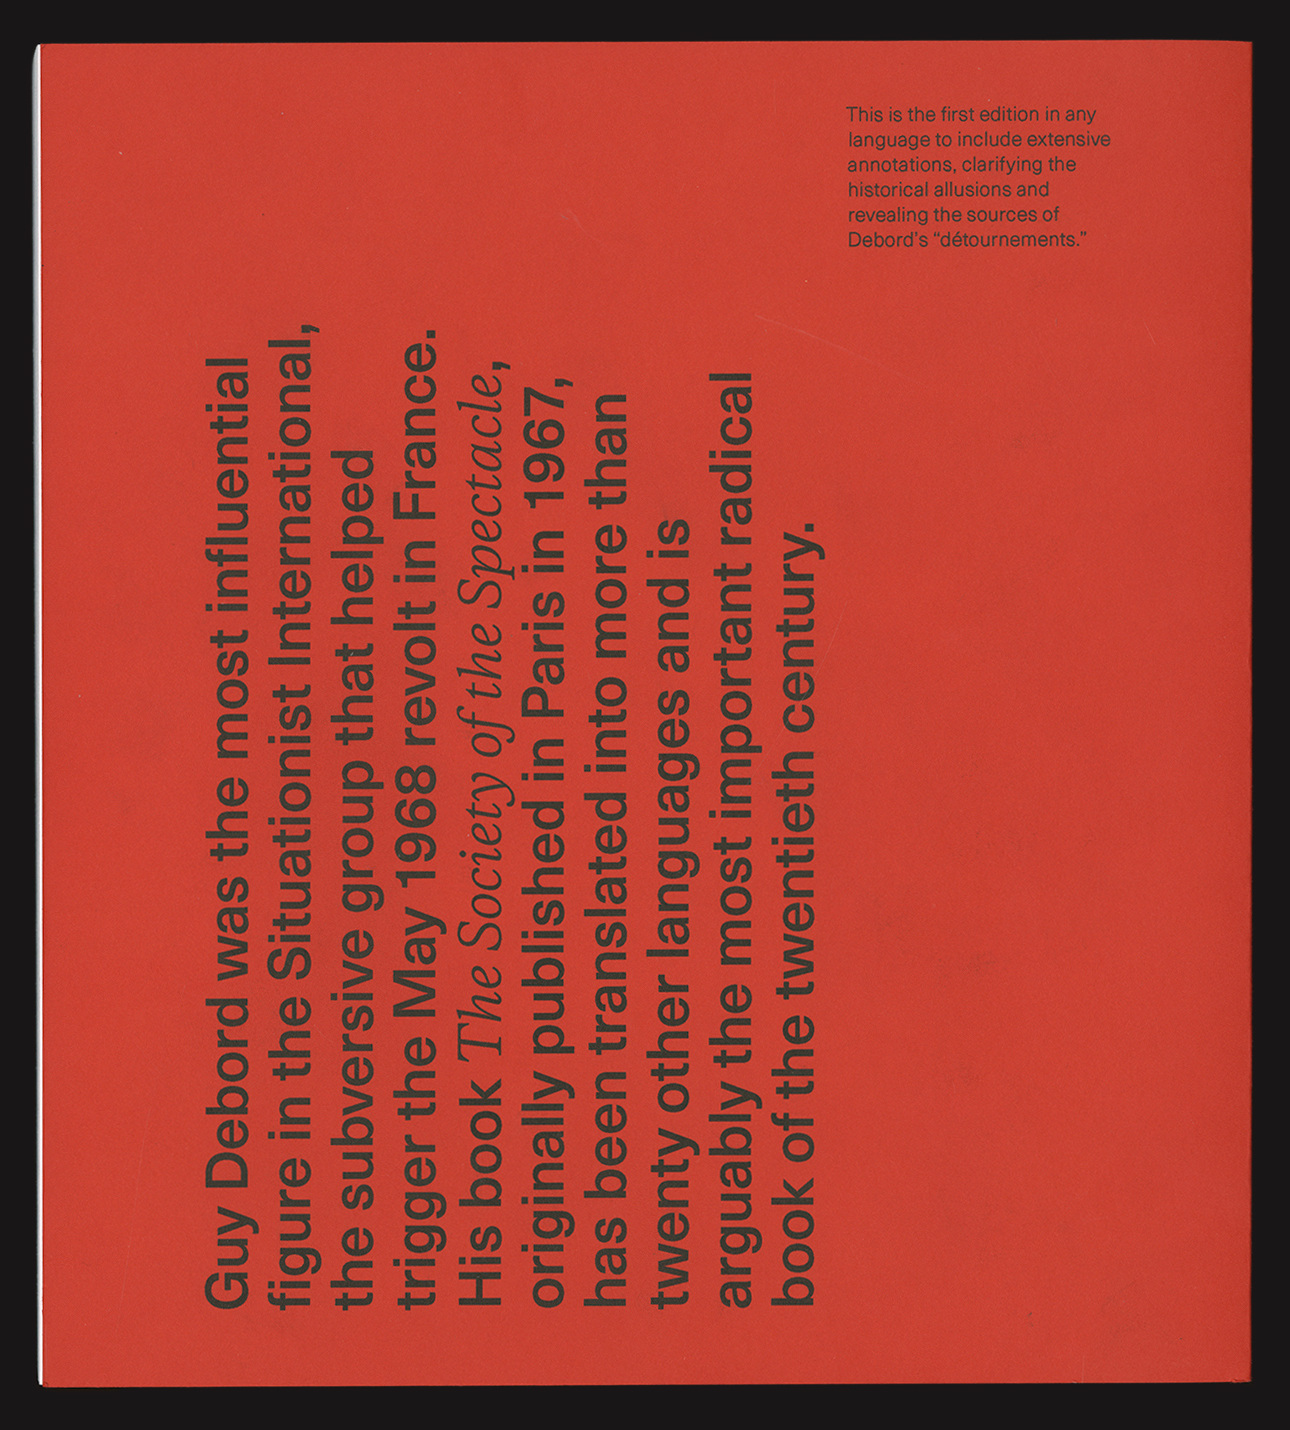 This is the first edition in any
language to include extensive
annotations, clarifying the
historical allusions and
revealing the sources of
Debord's “détournements.”
Guy Debord was the most influential
figure in the Situationist International,
the subversive group that helped
trigger the May 1968 revolt in France.
His book The Society of the Spectacle,
originally published in Paris in 1967,
has been translated into more than
twenty other languages and is
arguably the most important radical
book of the twentieth century.